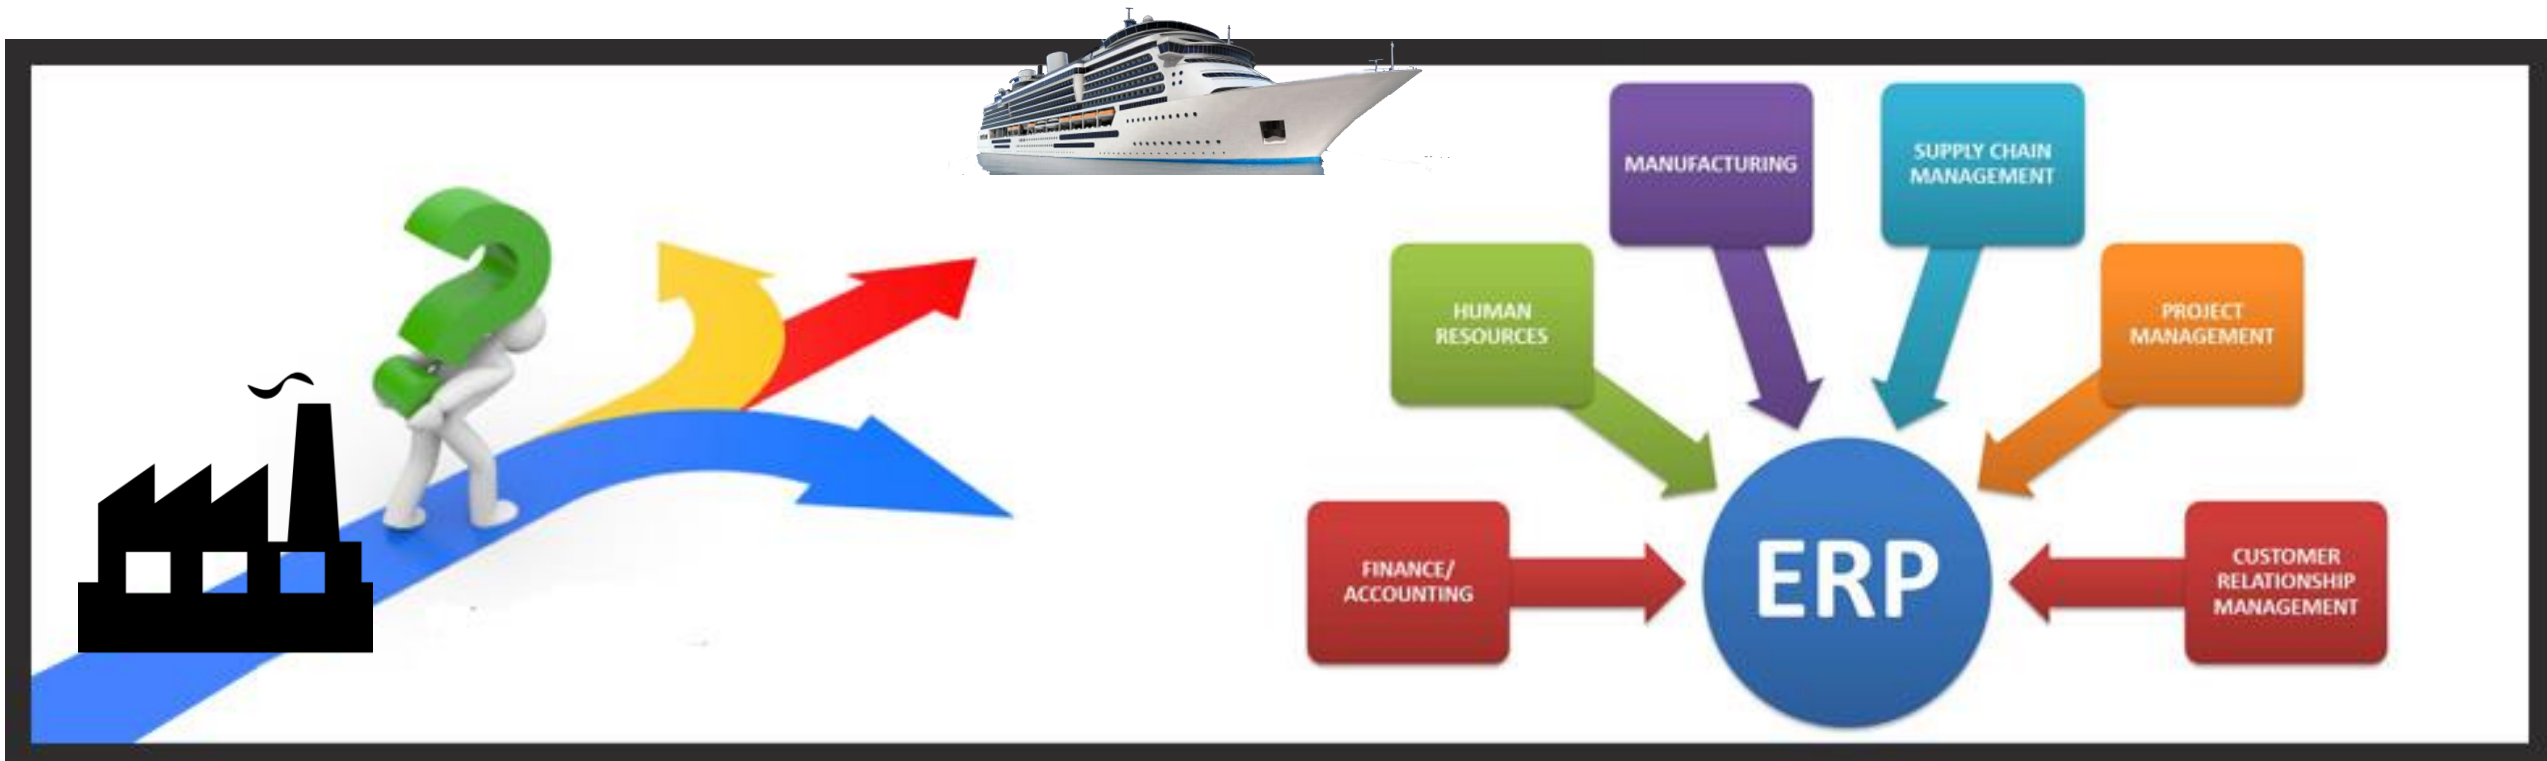 MANUFACTURING
SUPPLY CHAIN
MANAGEMENT
HUMAN
RESOURCES
PROJECT
MANAGEMENT
FINANCE/
ACCOUNTING
ERP
CUSTOMER
RELATIONSHIP
MANAGEMENT